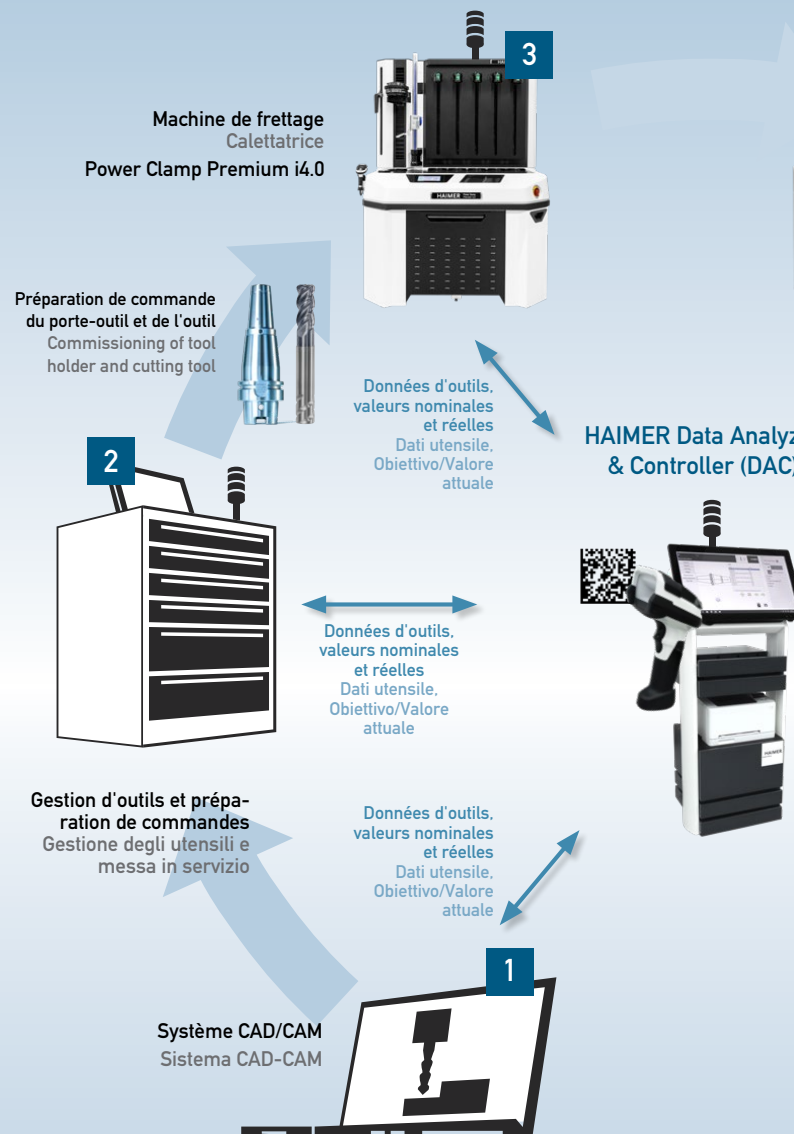 3
Machine de frettage
Calettatrice
Power Clamp Premium i4.0
HAIMER
Préparation de commande
du porte-outil et de l'outil
Commissioning of tool
holder and cutting tool
Données d'outils,
valeurs nominales
et réelles
Dati utensile,
Obiettivo/Valore
attuale
HAIMER Data Analyz
& Controller (DAC)
2
Données d'outils,
valeurs nominales
et réelles
Dati utensile,
Obiettivo/Valore
attuale
HAIMER
Gestion d'outils et prépa-
ration de commandes
Gestione degli utensili e
messa in servizio
Données d'outils,
valeurs nominales
et réelles
Dati utensile,
Obiettivo/Valore
attuale
1
Système CAD/CAM
Sistema CAD-CAM